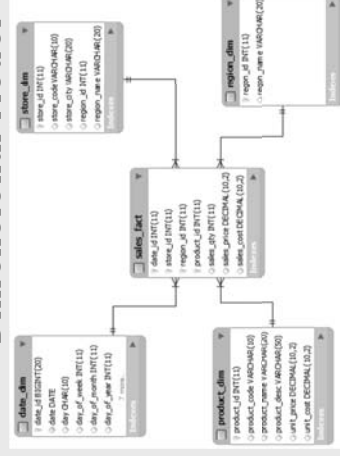 date_dim
date_id BIGINT(20)
date DATE
day CHAR(10)
day_of_week INT(11)
day_of_month INT(11)
day_of_year INT(11)
7 more...
Indexes
store_dim
store_id INT(11)
store_code VARCHAR(10)
store_city VARCHAR(20)
region_id INT(11)
region_name VARCHAR(20)
Indexes
sales_fact
date_id INT(11)
store_id INT(11)
region_id INT(11)
product_id INT(11)
sales_qty INT(11)
sales_price DECIMAL(10,2)
sales_cost DECIMAL(10,2)
Indexes
product_dim
product_id INT(11)
product_code VARCHAR(10)
product_name VARCHAR(20)
product_desc VARCHAR(50)
unit_price DECIMAL(10,2)
unit_cost DECIMAL(10,2)
Indexes
region_dim
region_id INT(11)
region_name VARCHAR(20)
Indexes